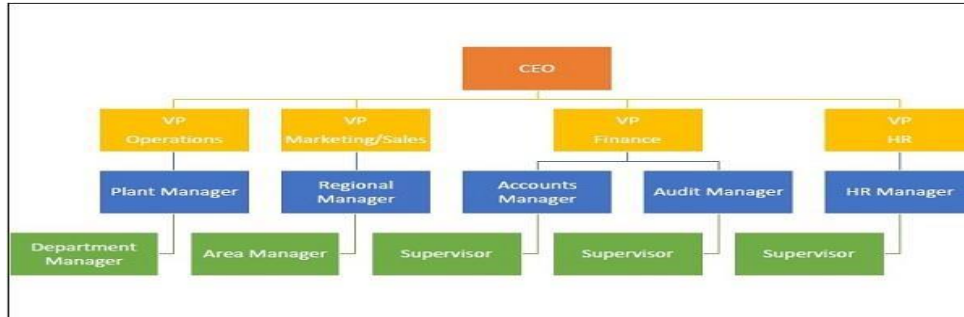 CEO
VP
Operations
VP
Marketing/Sales
VP
Finance
VP
HR
Plant Manager
Regional
Manager
Accounts
Manager
Audit Manager
HR Manager
Department
Manager
Area Manager
Supervisor
Supervisor
Supervisor